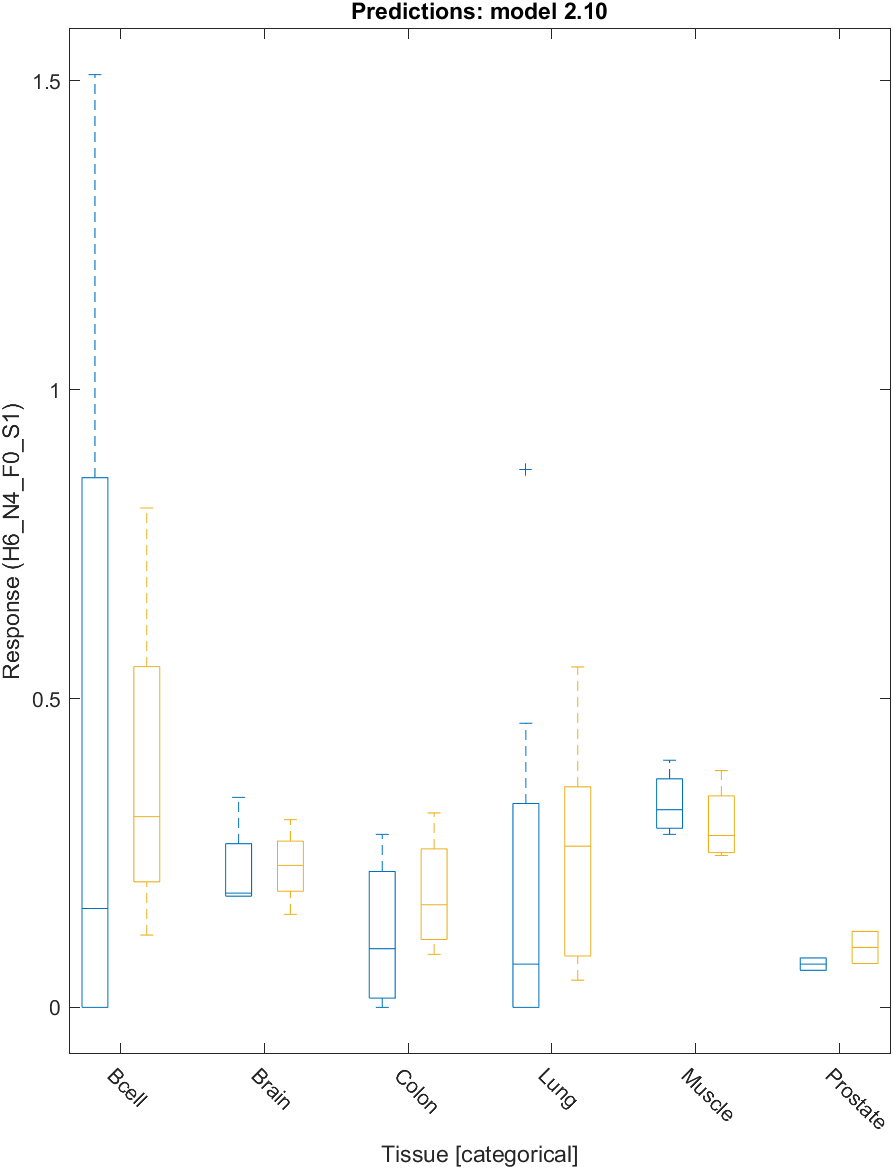 Predictions: model 2.10
1.5
1
0.5
0
Response (H6_N4_F0_S1)
Bcell
Brain
Colon
Lung
Muscle
Prostate
Tissue [categorical]